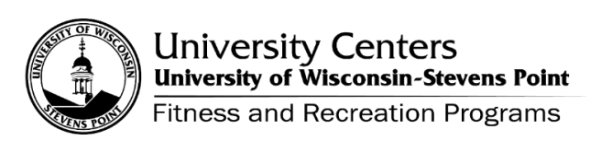 UNIVERSITY OF WISCONSIN
STEVENS POINT
University Centers
University of Wisconsin-Stevens Point
Fitness and Recreation Programs